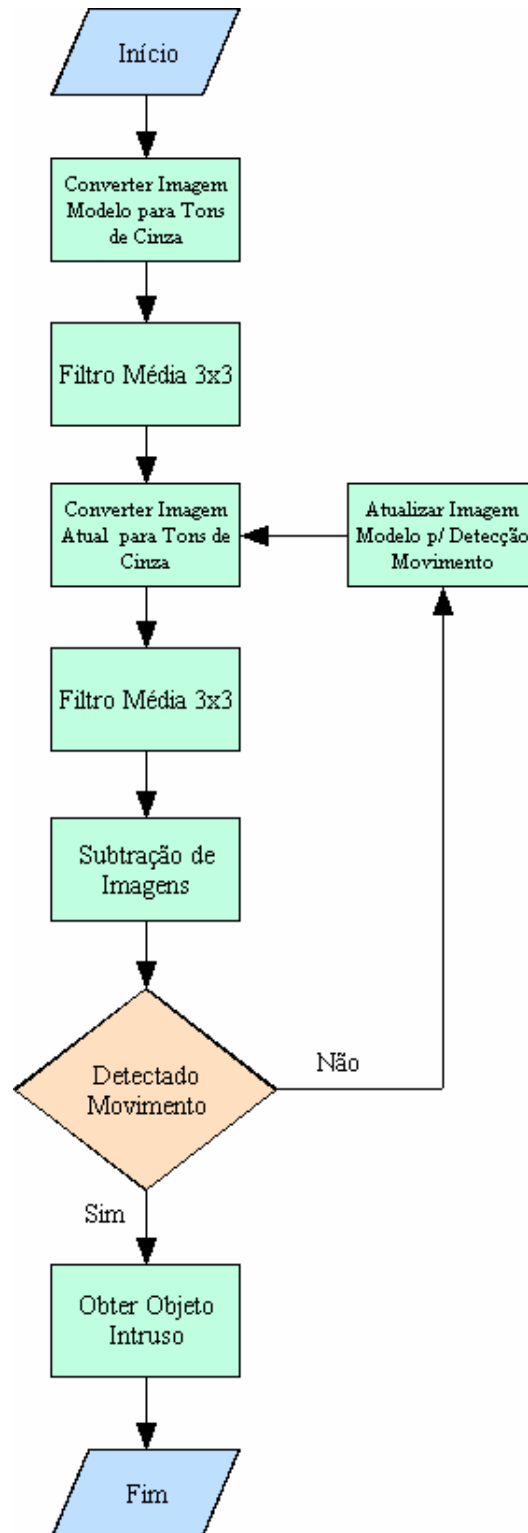 Início
Converter Imagem
Modelo para Tons
de Cinza
Filtro Média 3x3
Converter Imagem
Atual para Tons de
Cinza
Atualizar Imagem
Modelo p/ Detecção
Movimento
Filtro Média 3x3
Subtração de
Imagens
Detectado
Movimento
Não
Sim
Obter Objeto
Intruso
Fim